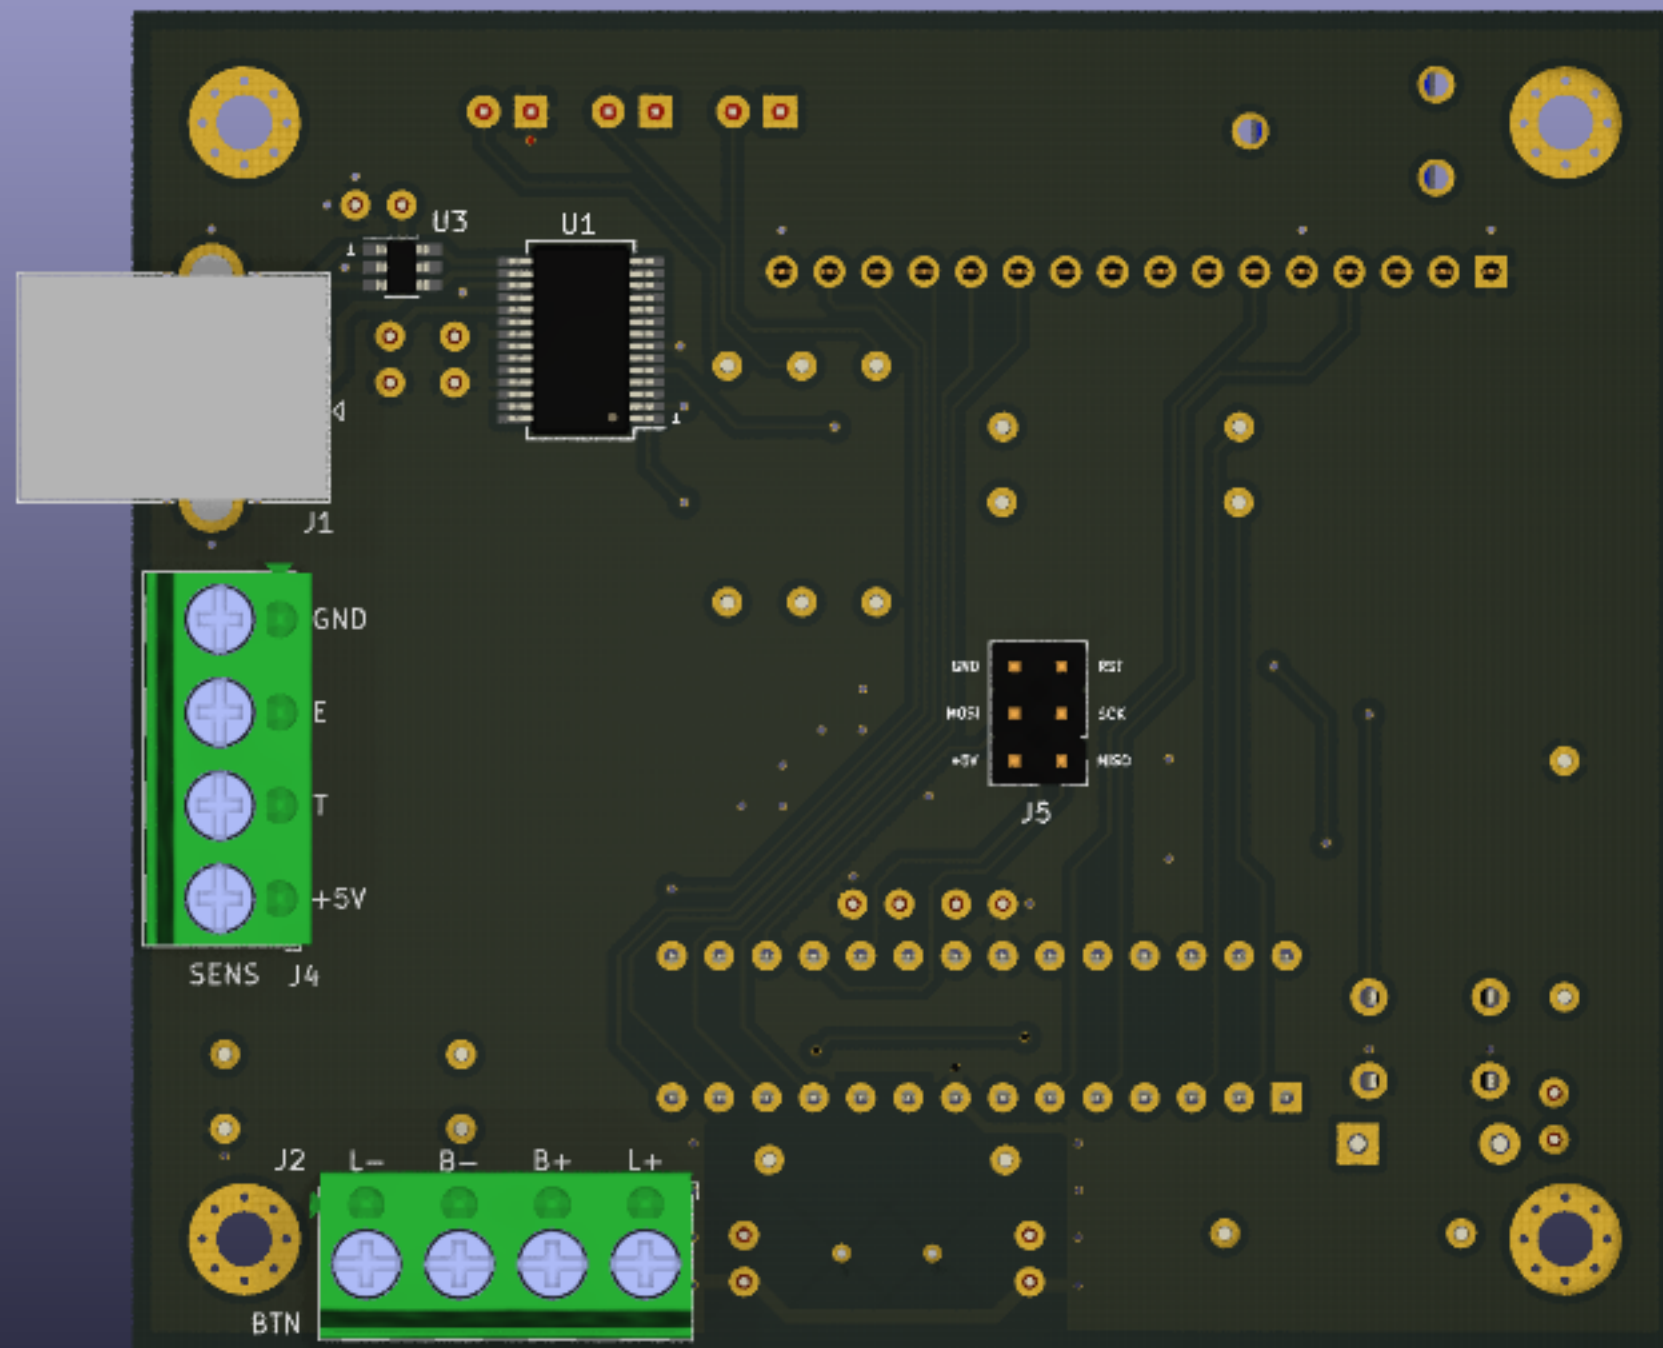 U3
U1
1
1
J1
GND
E
T
+5V
SENS J4
GND
RST
MOSI
SCK
+5V
MISO
J5
J2
L- B- B+ L+
BTN